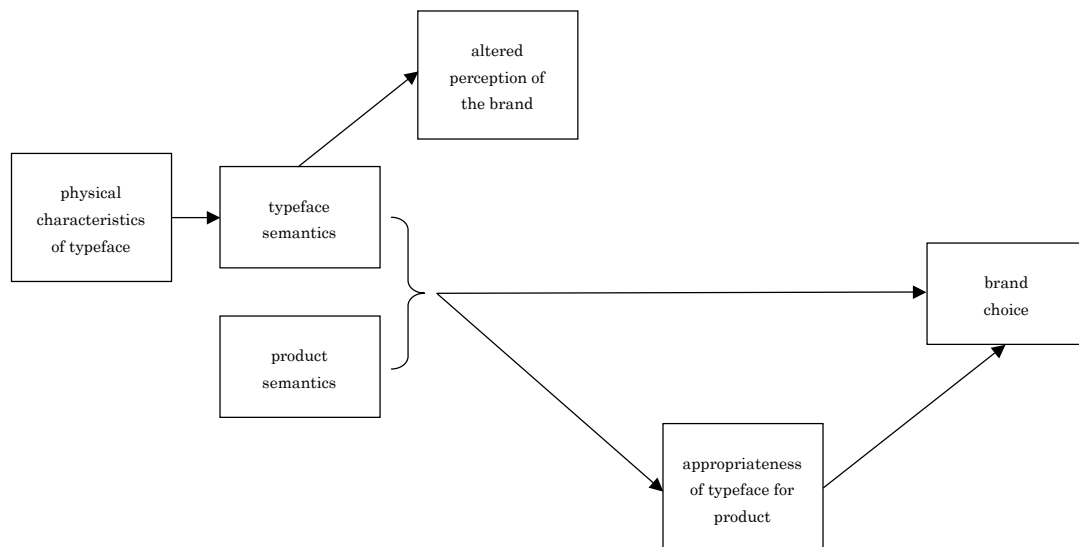 altered
perception of
the brand
physical
characteristics
of typeface
typeface
semantics
product
semantics
brand
choice
appropriateness
of typeface for
product